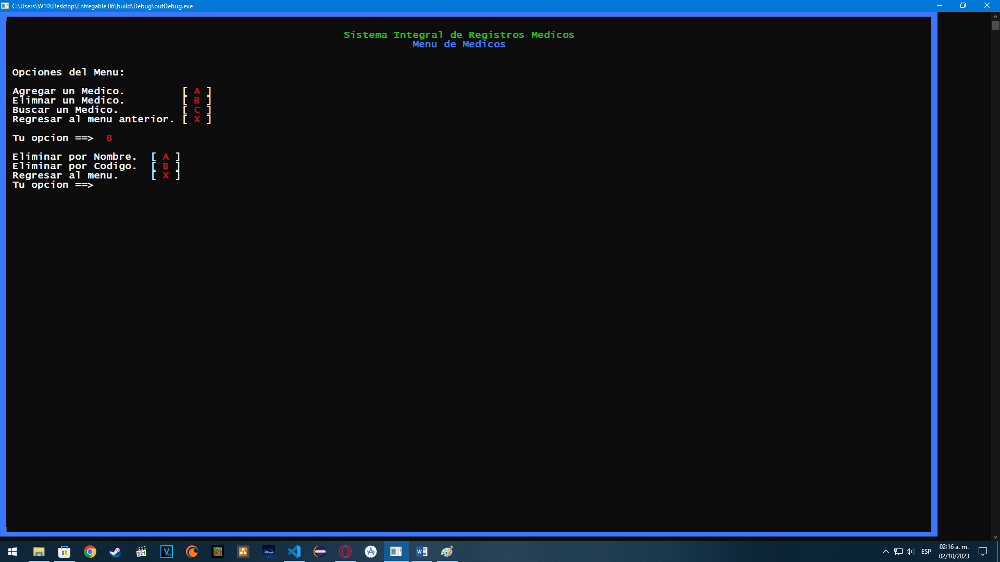 C:\Users\W10\Desktop\Entregable 06\build\Debug\outDebug.exe
Sistema Integral de Registros Medicos
Menu de Medicos
Opciones del Menu:
Agregar un Medico. [ A ]
Elimnar un Medico. [ B ]
Buscar un Medico. [ C ]
Regresar al menu anterior. [ X ]
Tu opcion ==> B
Eliminar por Nombre. [ A ]
Eliminar por Codigo. [ B ]
Regresar al menu. [ X ]
Tu opcion ==>
321
Disney+
ESP
02:16 a. m.
02/10/2023